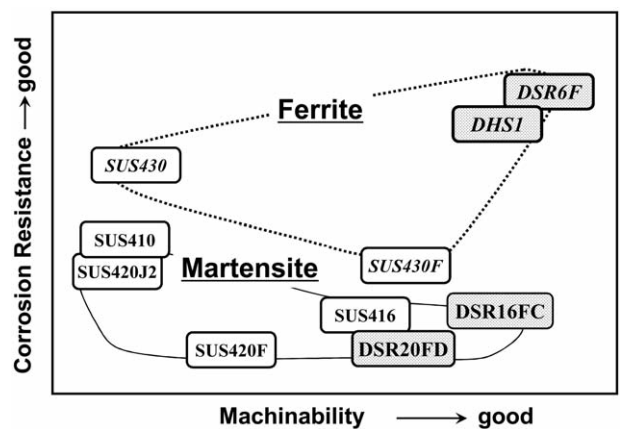 Corrosion Resistance → good
DSR6F
Ferrite
DHS1
SUS430
SUS410
SUS430F
SUS420J2
Martensite
DSR16FC
SUS416
SUS420F
DSR20FD
Machinability → good